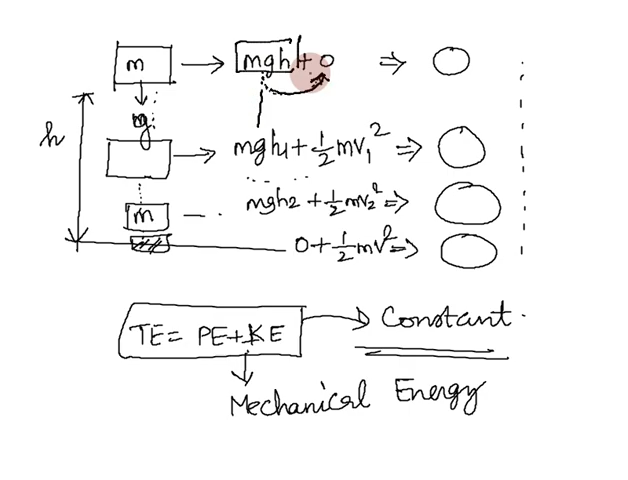 m → mgh + 0 ⇒
h
mg
→ mgh1 + 1/2 mv₁² ⇒
m mgh2 + 1/2 mv₂² ⇒
0 + 1/2 mv² ⇒
TE = PE + KE → Constant.
Mechanical Energy